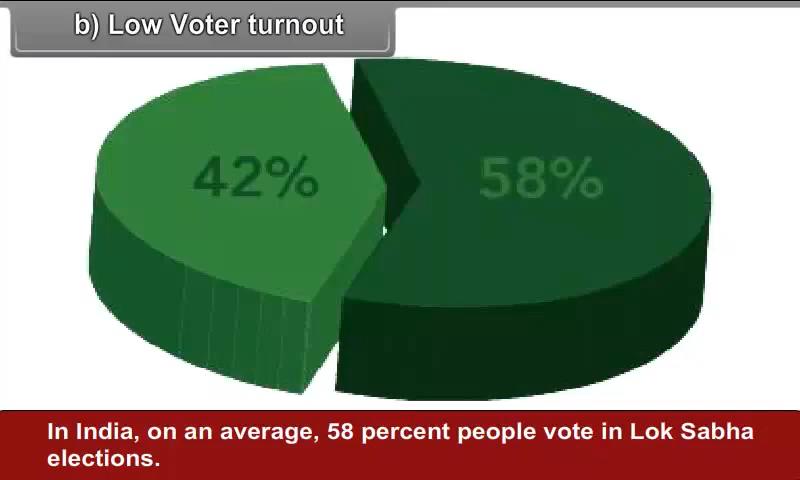 b) Low Voter turnout
42%
58%
In India, on an average, 58 percent people vote in Lok Sabha
elections.